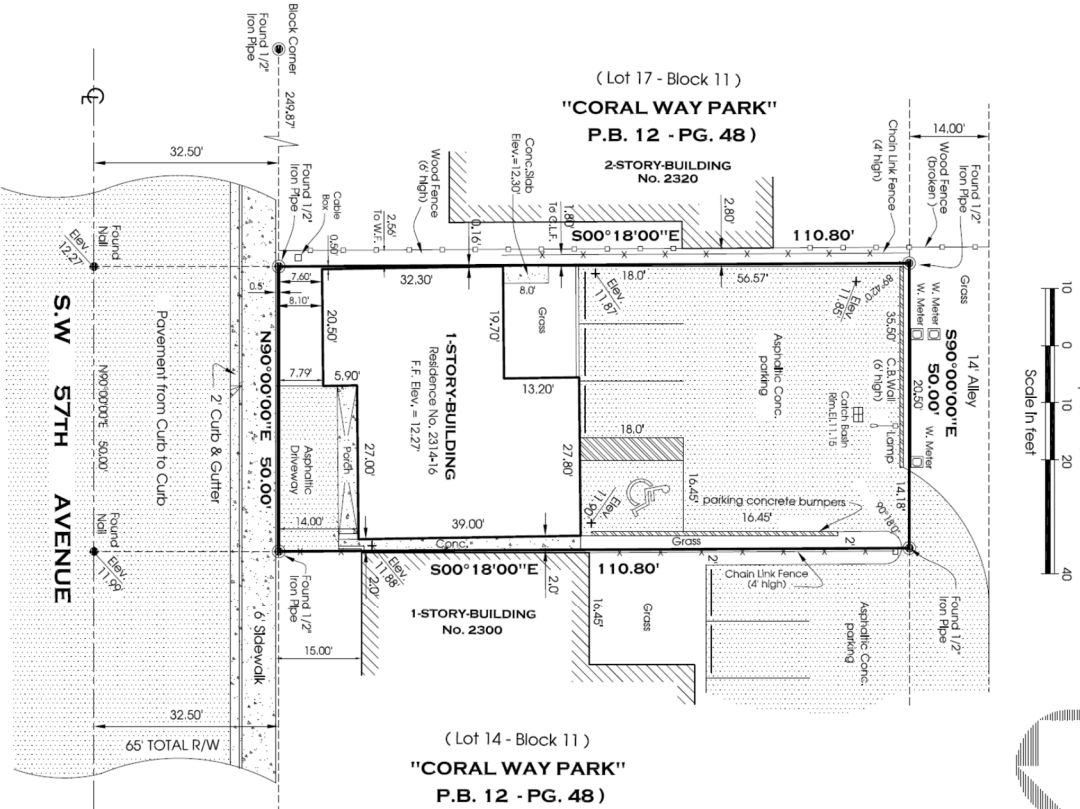 ( Lot 17 - Block 11 )
"CORAL WAY PARK"
P.B. 12 - PG. 48 )
2-STORY-BUILDING
No. 2320
Block Corner
Found 1/2"
Iron Pipe
249.87'
℄
32.50'
Found 1/2"
Iron Pipe
Cable
Box
0.50'
2.56'
To W.F.
Wood Fence
(6' high)
0.16'
Conc.Slab
Elev.=12.30'
1.80'
To C.L.F.
2.80'
Chain Link Fence
(4' high)
Wood Fence
(broken )
14.00'
Found 1/2"
Iron Pipe
S00°18'00"E
110.80'
Found
Nail
Elev.
12.27'
S.W 57TH AVENUE
N90°00'00"E 50.00'
Found
Nail
Elev.
11.99'
Pavement from Curb to Curb
2' Curb & Gutter
6' Sidewalk
N90°00'00"E 50.00'
7.60'
0.5'
8.10'
7.79'
5.90'
20.50'
32.30'
19.70'
8.0'
Grass
13.20'
1-STORY-BUILDING
Residence No. 2314-16
F.F. Elev. = 12.27'
Asphaltic
Driveway
Porch
14.00'
27.00'
39.00'
27.80'
Conc.
Elev.
11.88'
2.0'
2.0'
18.0'
Elev.
11.87'
56.57'
Elev.
11.85'
89°42'0"
Asphaltic Conc.
parking
Catch Basin
Rim.El.11.15
35.50'
C.B.Wall
(6' high)
Lamp
W. Meter
W. Meter
W. Meter
20.50'
Grass
S90°00'00"E
50.00'
14' Alley
18.0'
Elev.
16.45'
parking concrete bumpers
16.45'
14.18'
90°18'0"
Grass
2'
2'
S00°18'00"E
110.80'
Chain Link Fence
(4' high)
Found 1/2"
Iron Pipe
Found 1/2"
Iron Pipe
15.00'
1-STORY-BUILDING
No. 2300
16.45'
Grass
Asphaltic Conc.
parking
32.50'
65' TOTAL R/W
( Lot 14 - Block 11 )
"CORAL WAY PARK"
P.B. 12 - PG. 48 )
10
0
10
20
40
Scale In feet